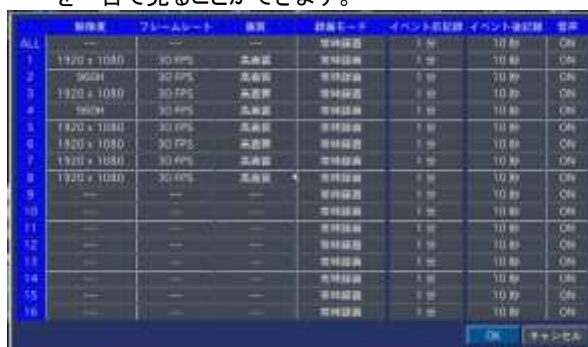 を一目で見ることができます。
解像度 フレームレート 画質 録画モード イベント前記録 イベント後記録 音声
ALL --- --- --- 常時録画 1 分 10 秒 ON
1 1920 x 1080 30 FPS 高画質 常時録画 1 分 10 秒 ON
2 960H 30 FPS 高画質 常時録画 1 分 10 秒 ON
3 1920 x 1080 30 FPS 高画質 常時録画 1 分 10 秒 ON
4 960H 30 FPS 高画質 常時録画 1 分 10 秒 ON
5 1920 x 1080 30 FPS 高画質 常時録画 1 分 10 秒 ON
6 1920 x 1080 30 FPS 高画質 常時録画 1 分 10 秒 ON
7 1920 x 1080 30 FPS 高画質 常時録画 1 分 10 秒 ON
8 1920 x 1080 30 FPS 高画質 常時録画 1 分 10 秒 ON
9 --- --- --- 常時録画 1 分 10 秒 ON
10 --- --- --- 常時録画 1 分 10 秒 ON
11 --- --- --- 常時録画 1 分 10 秒 ON
12 --- --- --- 常時録画 1 分 10 秒 ON
13 --- --- --- 常時録画 1 分 10 秒 ON
14 --- --- --- 常時録画 1 分 10 秒 ON
15 --- --- --- 常時録画 1 分 10 秒 ON
16 --- --- --- 常時録画 1 分 10 秒 ON
OK キャンセル